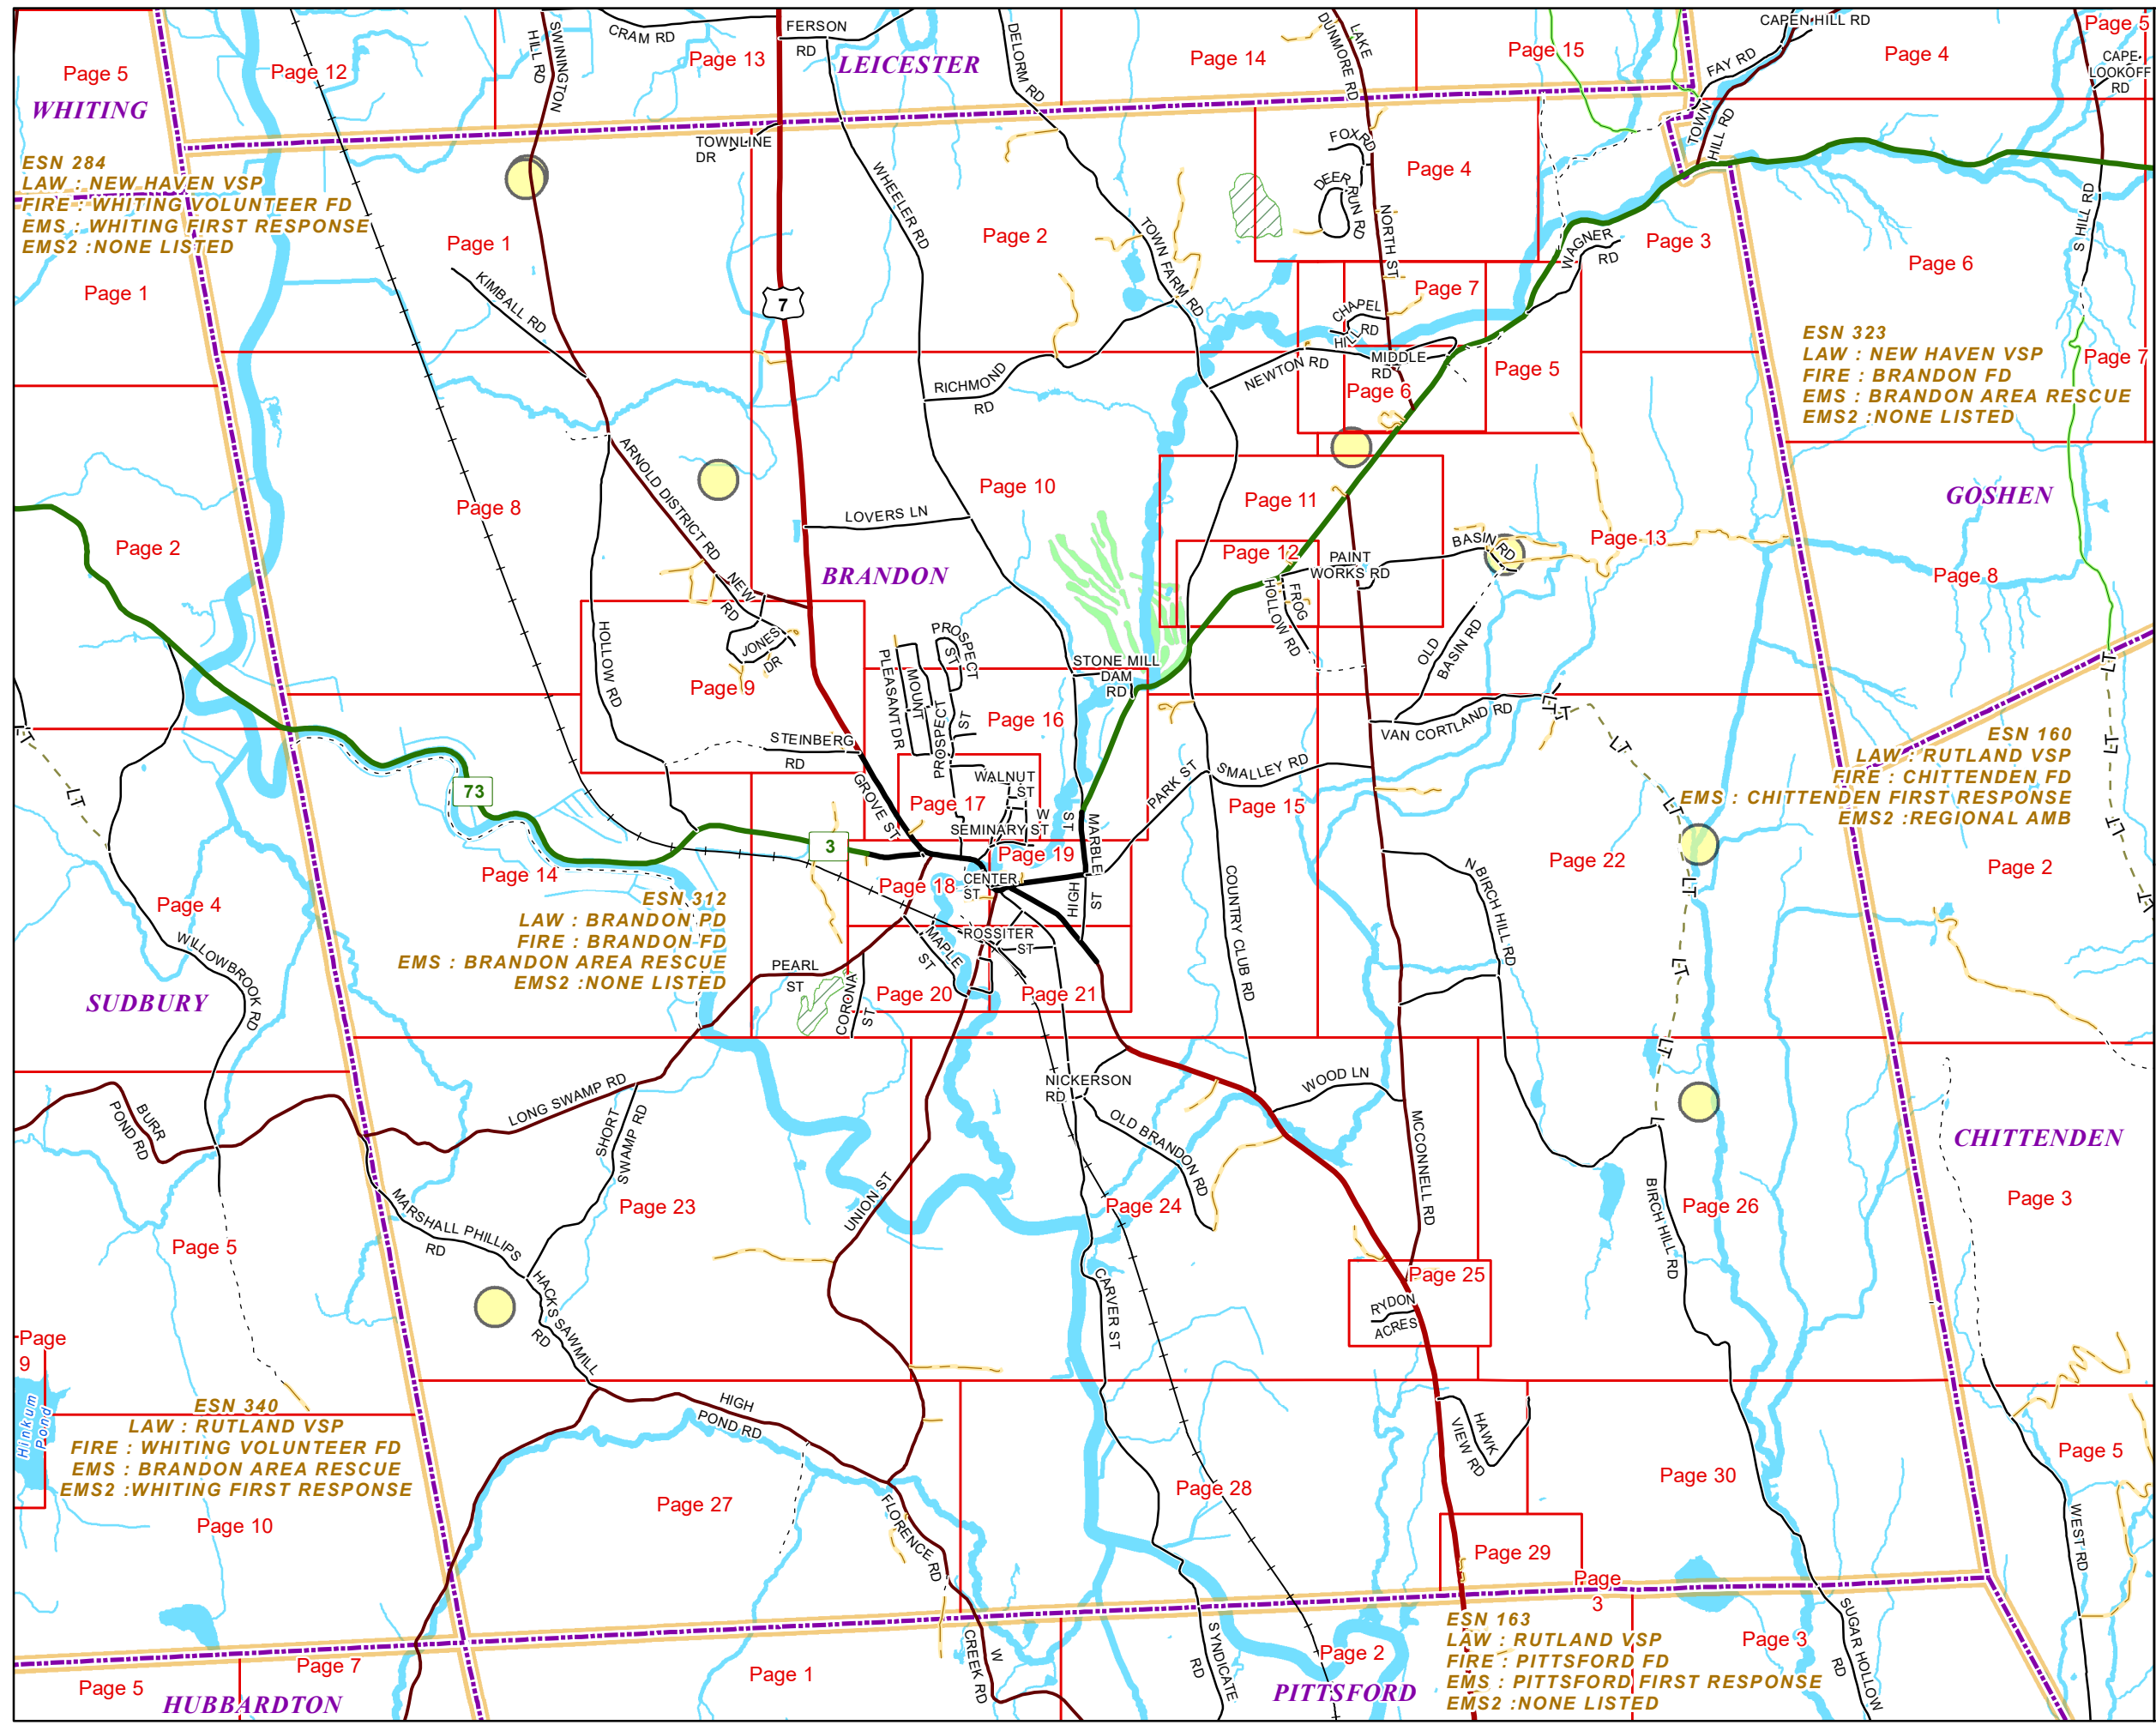 FERSON
RD
CAPEN HILL RD
Page 5
SWINGTON
HILL RD
CRAM RD
DELORM RD
LAKE
DUNMORE RD
Page 5
Page 12
Page 13
LEICESTER
Page 14
Page 15
FAY RD
Page 4
CAPE
LOOKOFF
RD
WHITING
TOWNLINE
DR
TOWN
HILL RD
ESN 284
LAW : NEW HAVEN VSP
FIRE : WHITING VOLUNTEER FD
EMS : WHITING FIRST RESPONSE
EMS2 :NONE LISTED
FOX RD
DEER
RUN RD
Page 4
WHEELER RD
TOWN FARM RD
NORTH ST
S HILL RD
Page 1
Page 2
WAGNER
RD
Page 3
Page 6
Page 1
KIMBALL RD
7
CHAPEL
HILL
RD
Page 7
ESN 323
LAW : NEW HAVEN VSP
FIRE : BRANDON FD
EMS : BRANDON AREA RESCUE
EMS2 :NONE LISTED
Page 7
RICHMOND
RD
NEWTON RD
MIDDLE
RD
Page 5
Page 6
ARNOLD DISTRICT RD
Page 8
Page 10
Page 11
GOSHEN
LOVERS LN
Page 2
Page 12
PAINT
WORKS RD
BASIN RD
Page 13
Page 8
BRANDON
NEW
RD
JONES
DR
HOLLOW RD
FROG
HOLLOW RD
OLD
BASIN RD
PROSPECT
ST
PLEASANT DR
MOUNT
STONE MILL
DAM
RD
LT
Page 9
PROSPECT
ST
Page 16
VAN CORTLAND RD
LT
LT
STEINBERG
RD
ESN 160
LAW : RUTLAND VSP
FIRE : CHITTENDEN FD
EMS : CHITTENDEN FIRST RESPONSE
EMS2 :REGIONAL AMB
LT
LT
LT
LT
LT
LT
73
GROVE ST
WALNUT
ST
PARK ST
SMALLEY RD
Page 17
W
SEMINARY ST
ST
MARBLE
Page 15
3
Page 19
Page 14
Page 18
CENTER
ST
HIGH
ST
COUNTRY CLUB RD
N BIRCH HILL RD
Page 22
Page 2
LT
LT
Page 4
ESN 312
LAW : BRANDON PD
FIRE : BRANDON FD
EMS : BRANDON AREA RESCUE
EMS2 :NONE LISTED
WILLOWBROOK RD
MAPLE
ST
ROSSITER
ST
PEARL
ST
CORONA
ST
Page 20
Page 21
LT
SUDBURY
LT
NICKERSON
RD
WOOD LN
LONG SWAMP RD
BURR
POND RD
SHORT
SWAMP RD
OLD BRANDON RD
MCCONNELL RD
CHITTENDEN
MARSHALL PHILLIPS
RD
Page 23
UNION ST
Page 24
BIRCH HILL RD
Page 26
Page 3
Page 5
HACKS SAWMILL
RD
CARVER ST
Page 25
RYDON
ACRES
Page
9
Hinkum
Pond
ESN 340
LAW : RUTLAND VSP
FIRE : WHITING VOLUNTEER FD
EMS : BRANDON AREA RESCUE
EMS2 :WHITING FIRST RESPONSE
HIGH
POND RD
HAWK
VIEW RD
Page 5
Page 30
Page 27
Page 28
Page 10
FLORENCE RD
WEST RD
Page 29
Page
3
SUGAR HOLLOW
RD
ESN 163
LAW : RUTLAND VSP
FIRE : PITTSFORD FD
EMS : PITTSFORD FIRST RESPONSE
EMS2 :NONE LISTED
W
CREEK RD
SYNDICATE
RD
Page 2
Page 3
Page 7
Page 1
Page 5
HUBBARDTON
PITTSFORD